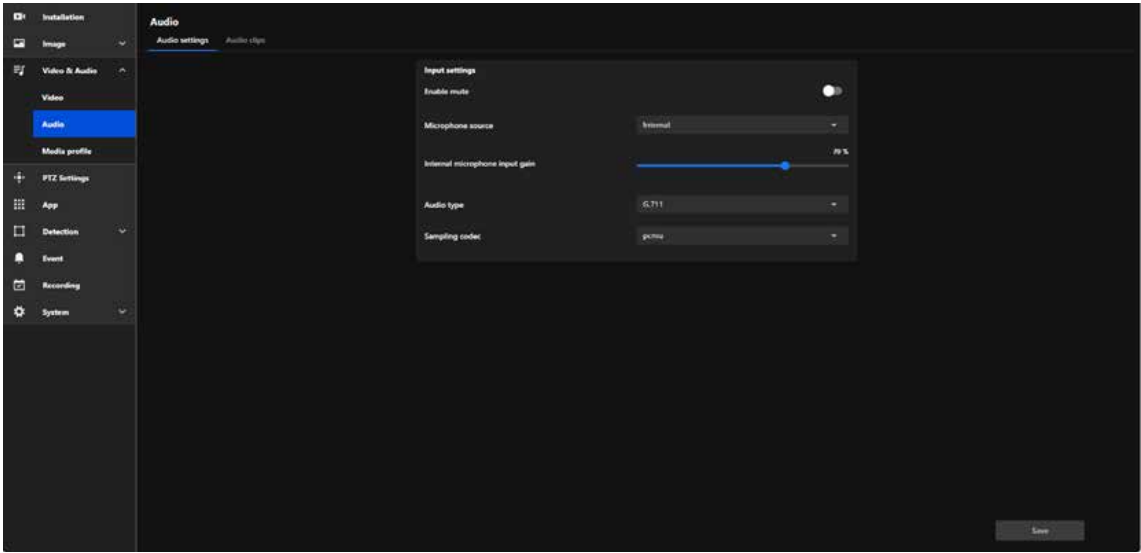 Installation
Image
Video & Audio
Video
Audio
Media profile
PTZ Settings
App
Detection
Event
Recording
System
Audio
Audio settings
Audio clips
Input settings
Enable mute
Microphone source
Internal
70 %
Internal microphone input gain
Audio type
G.711
Sampling codec
pcmu
Save